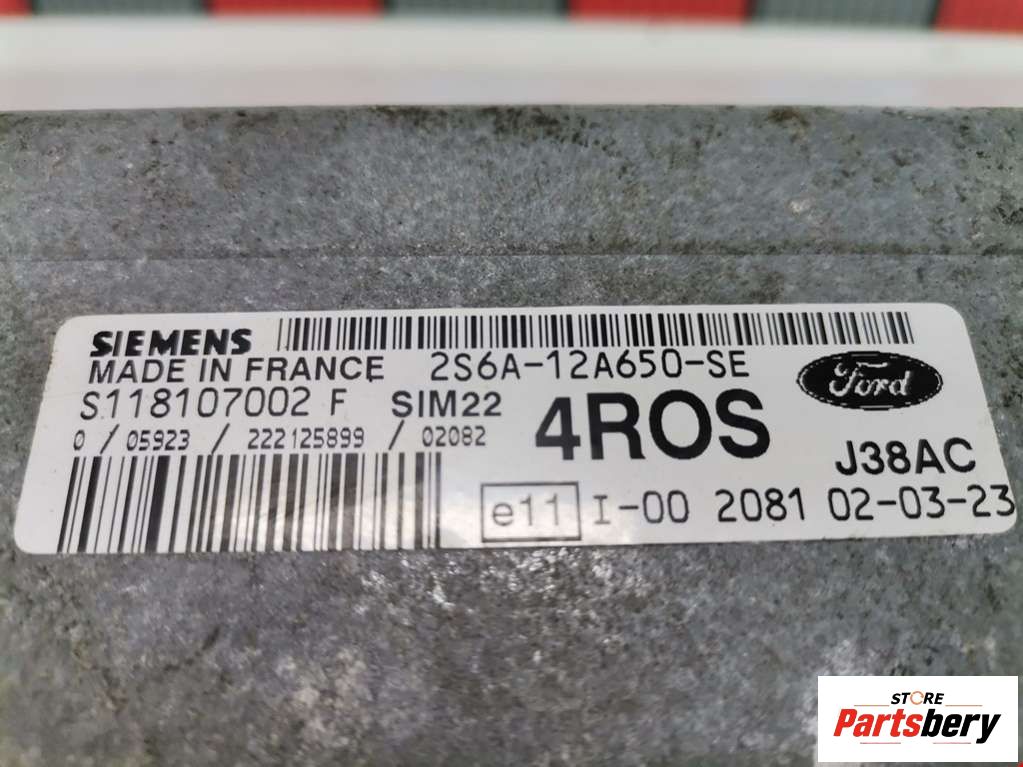 SIEMENS
MADE IN FRANCE 2S6A-12A650-SE
Ford
S118107002 F SIM22 4ROS
0 / 05923 / 222125899 / 02082
J38AC
e11 I-00 2081 02-03-23
STORE
Partsbery